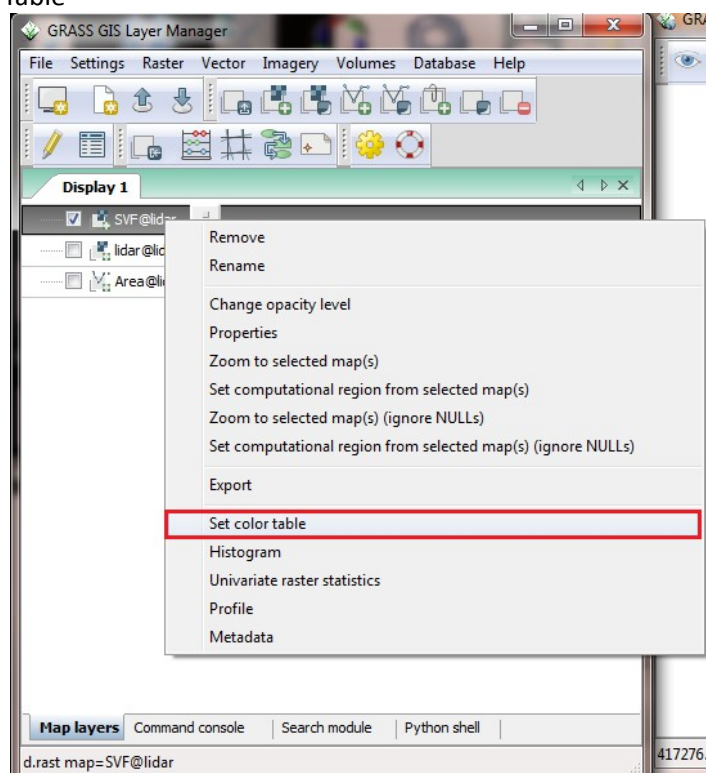 Table
GRASS GIS Layer Manager
GRA
File Settings Raster Vector Imagery Volumes Database Help
Display 1
SVF@lidar
lidar@lid
Area@li
Remove
Rename
Change opacity level
Properties
Zoom to selected map(s)
Set computational region from selected map(s)
Zoom to selected map(s) (ignore NULLs)
Set computational region from selected map(s) (ignore NULLs)
Export
Set color table
Histogram
Univariate raster statistics
Profile
Metadata
Map layers Command console Search module Python shell
d.rast map=SVF@lidar
417276.